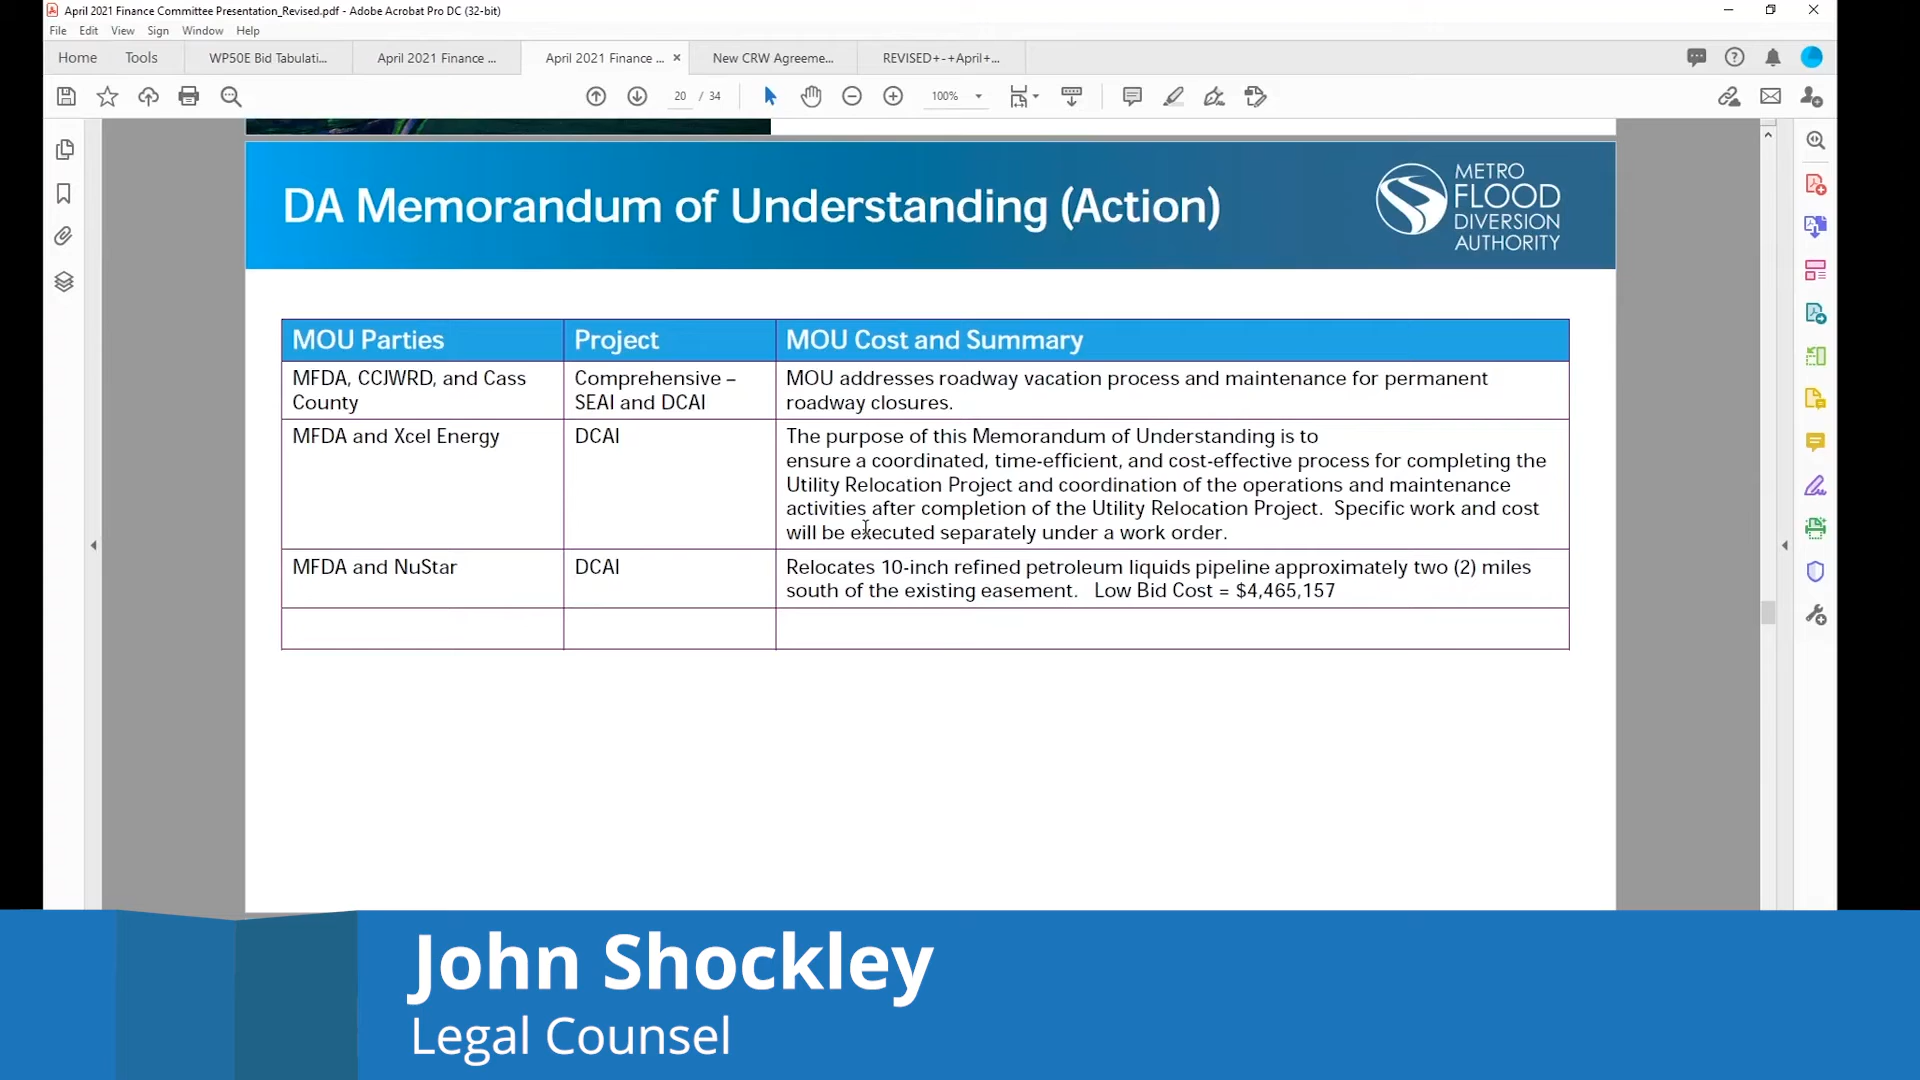 April 2021 Finance Committee Presentation_Revised.pdf - Adobe Acrobat Pro DC (32-bit)
File Edit View Sign Window Help
Home Tools WP50E Bid Tabulati... April 2021 Finance ... April 2021 Finance ... × New CRW Agreeme... REVISED+-+April+...
20 / 34 100%
DA Memorandum of Understanding (Action)
METRO
FLOOD
DIVERSION
AUTHORITY
MOU Parties Project MOU Cost and Summary
MFDA, CCJWRD, and Cass Comprehensive – MOU addresses roadway vacation process and maintenance for permanent
County SEAI and DCAI roadway closures.
MFDA and Xcel Energy DCAI The purpose of this Memorandum of Understanding is to
ensure a coordinated, time-efficient, and cost-effective process for completing the
Utility Relocation Project and coordination of the operations and maintenance
activities after completion of the Utility Relocation Project. Specific work and cost
will be executed separately under a work order.
MFDA and NuStar DCAI Relocates 10-inch refined petroleum liquids pipeline approximately two (2) miles
south of the existing easement. Low Bid Cost = $4,465,157
John Shockley
Legal Counsel